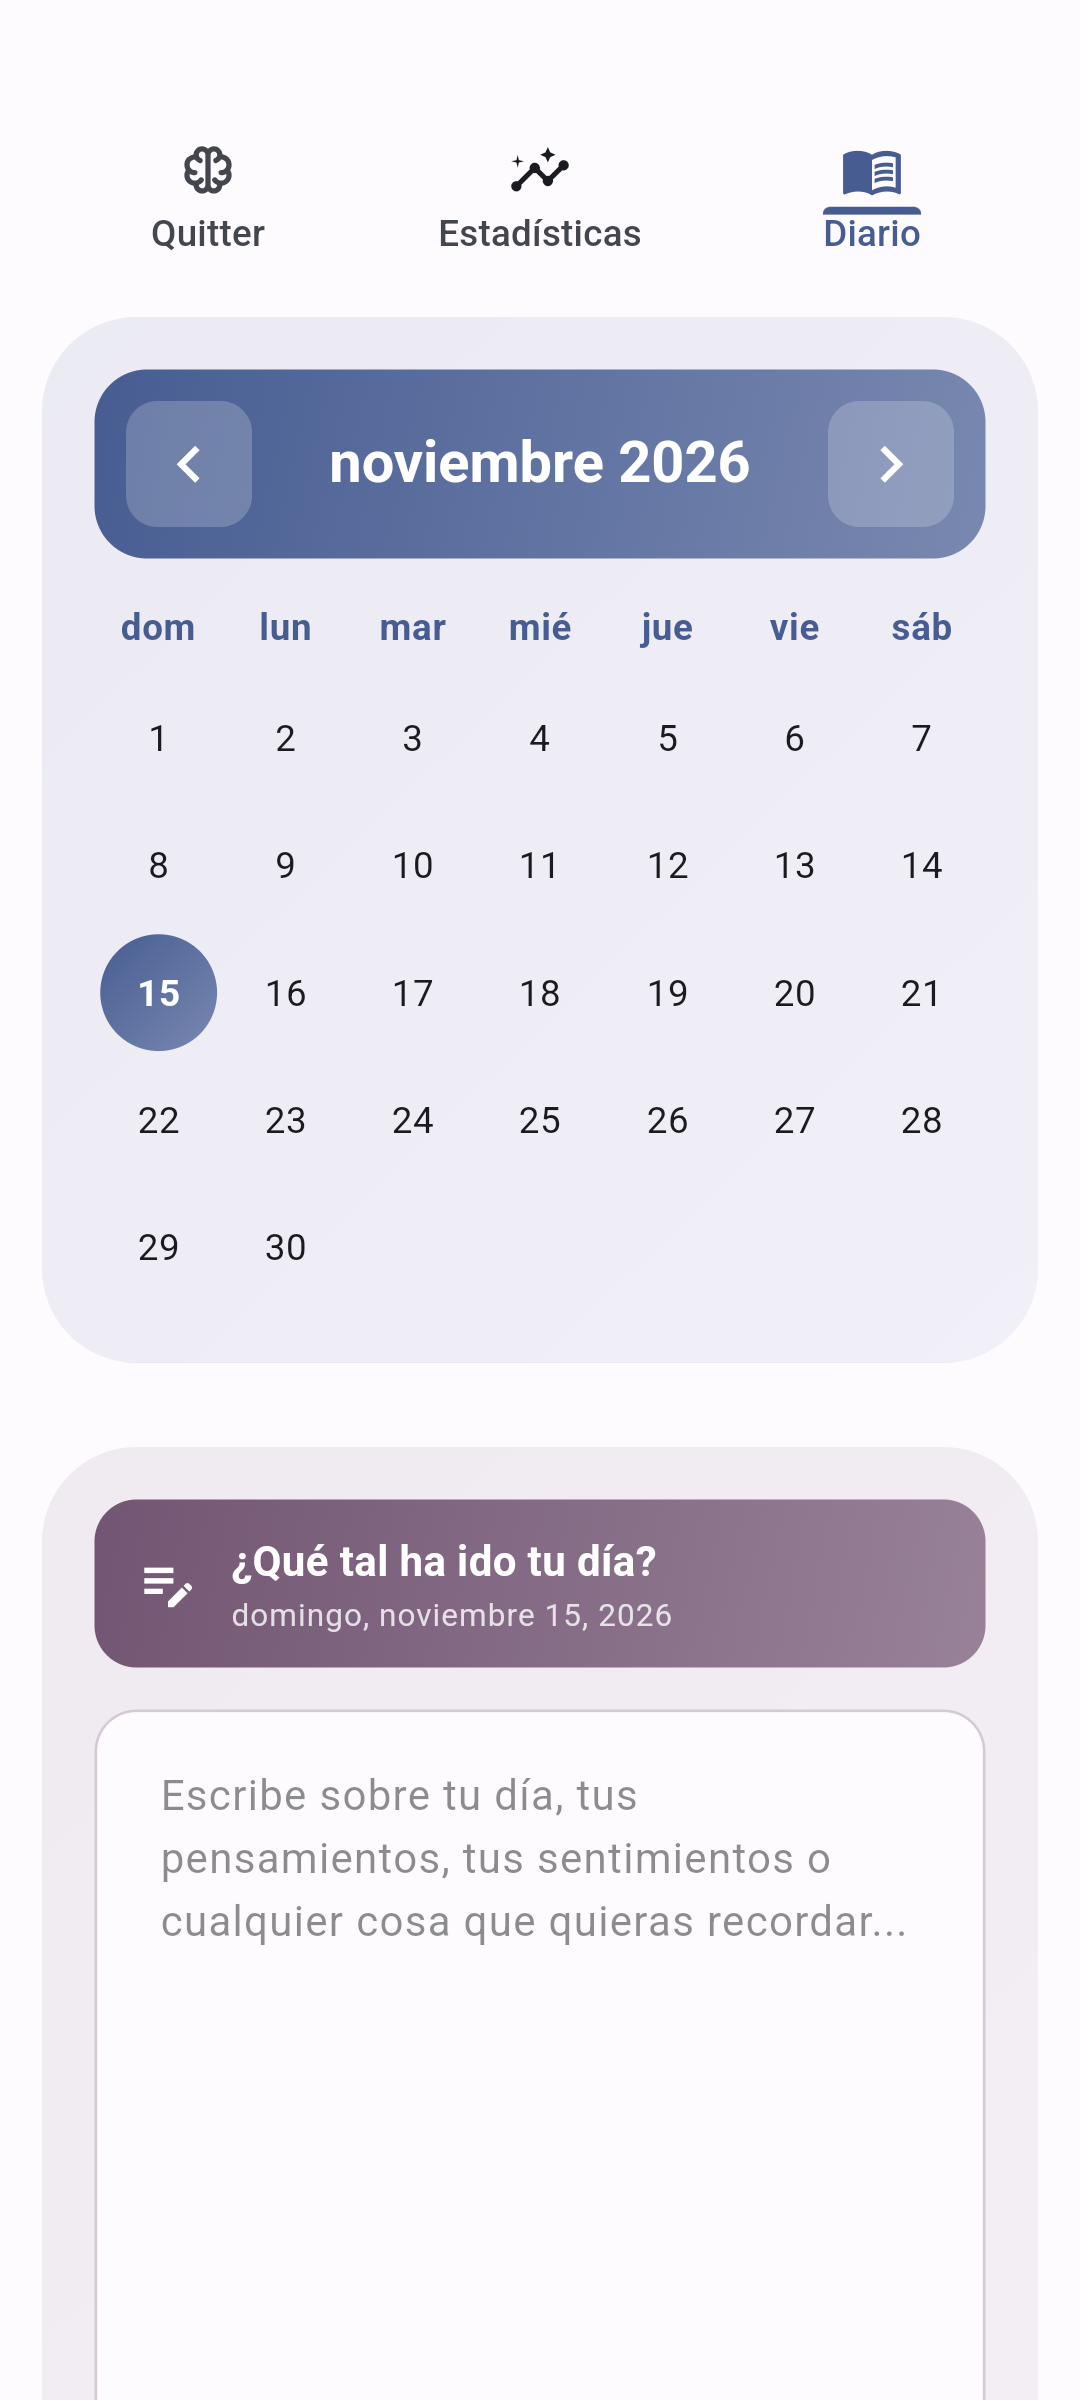 Quitter
Estadísticas
Diario
noviembre 2026
dom lun mar mié jue vie sáb
1 2 3 4 5 6 7
8 9 10 11 12 13 14
15 16 17 18 19 20 21
22 23 24 25 26 27 28
29 30
¿Qué tal ha ido tu día?
domingo, noviembre 15, 2026
Escribe sobre tu día, tus
pensamientos, tus sentimientos o
cualquier cosa que quieras recordar...